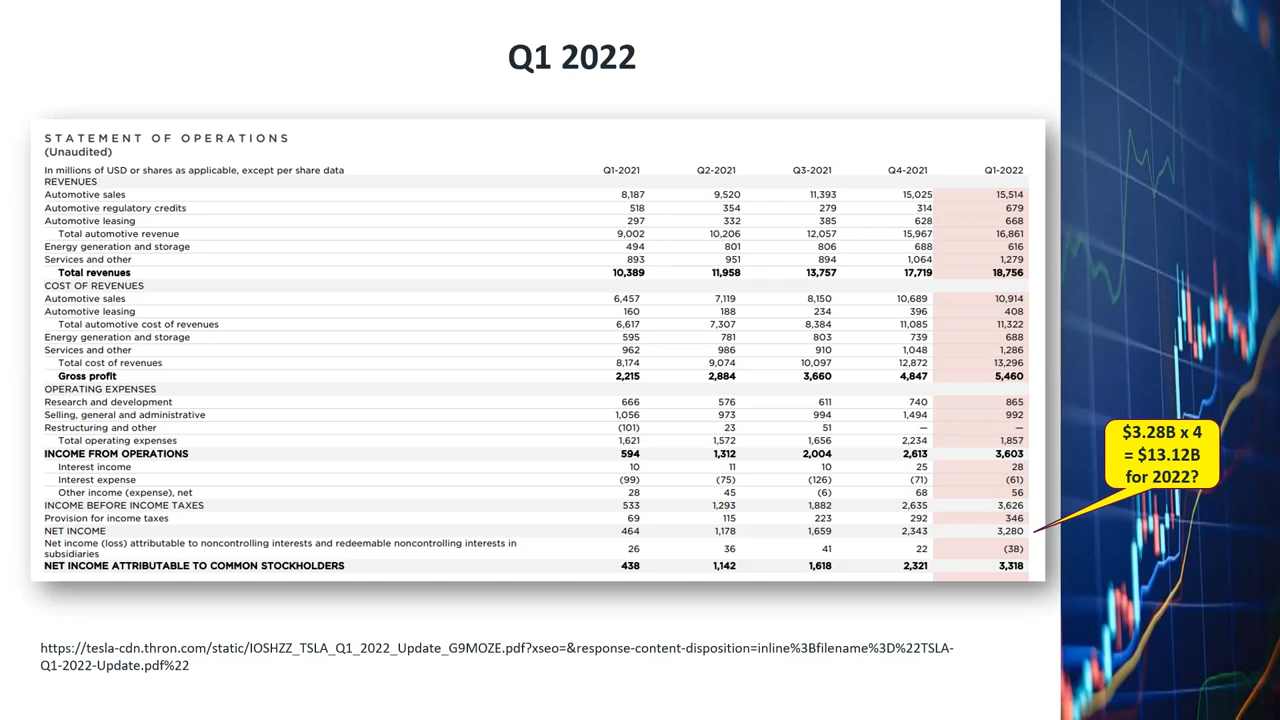 Q1 2022
STATEMENT OF OPERATIONS
(Unaudited)
In millions of USD or shares as applicable, except per share data Q1-2021 Q2-2021 Q3-2021 Q4-2021 Q1-2022
REVENUES
Automotive sales 8,187 9,520 11,393 15,025 15,514
Automotive regulatory credits 518 354 279 314 679
Automotive leasing 297 332 385 628 668
Total automotive revenue 9,002 10,206 12,057 15,967 16,861
Energy generation and storage 494 801 806 688 616
Services and other 893 951 894 1,064 1,279
Total revenues 10,389 11,958 13,757 17,719 18,756
COST OF REVENUES
Automotive sales 6,457 7,119 8,150 10,689 10,914
Automotive leasing 160 188 234 396 408
Total automotive cost of revenues 6,617 7,307 8,384 11,085 11,322
Energy generation and storage 595 781 803 739 688
Services and other 962 986 910 1,048 1,286
Total cost of revenues 8,174 9,074 10,097 12,872 13,296
Gross profit 2,215 2,884 3,660 4,847 5,460
OPERATING EXPENSES
Research and development 666 576 611 740 865
Selling, general and administrative 1,056 973 994 1,494 992
Restructuring and other (101) 23 51 — —
Total operating expenses 1,621 1,572 1,656 2,234 1,857
INCOME FROM OPERATIONS 594 1,312 2,004 2,613 3,603
Interest income 10 11 10 25 28
Interest expense (99) (75) (126) (71) (61)
Other income (expense), net 28 45 (6) 68 56
INCOME BEFORE INCOME TAXES 533 1,293 1,882 2,635 3,626
Provision for income taxes 69 115 223 292 346
NET INCOME 464 1,178 1,659 2,343 3,280
Net income (loss) attributable to noncontrolling interests and redeemable noncontrolling interests in
subsidiaries 26 36 41 22 (38)
NET INCOME ATTRIBUTABLE TO COMMON STOCKHOLDERS 438 1,142 1,618 2,321 3,318
$3.28B x 4
= $13.12B
for 2022?
https://tesla-cdn.thron.com/static/IOSHZZ_TSLA_Q1_2022_Update_G9MOZE.pdf?xseo=&response-content-disposition=inline%3Bfilename%3D%22TSLA-
Q1-2022-Update.pdf%22